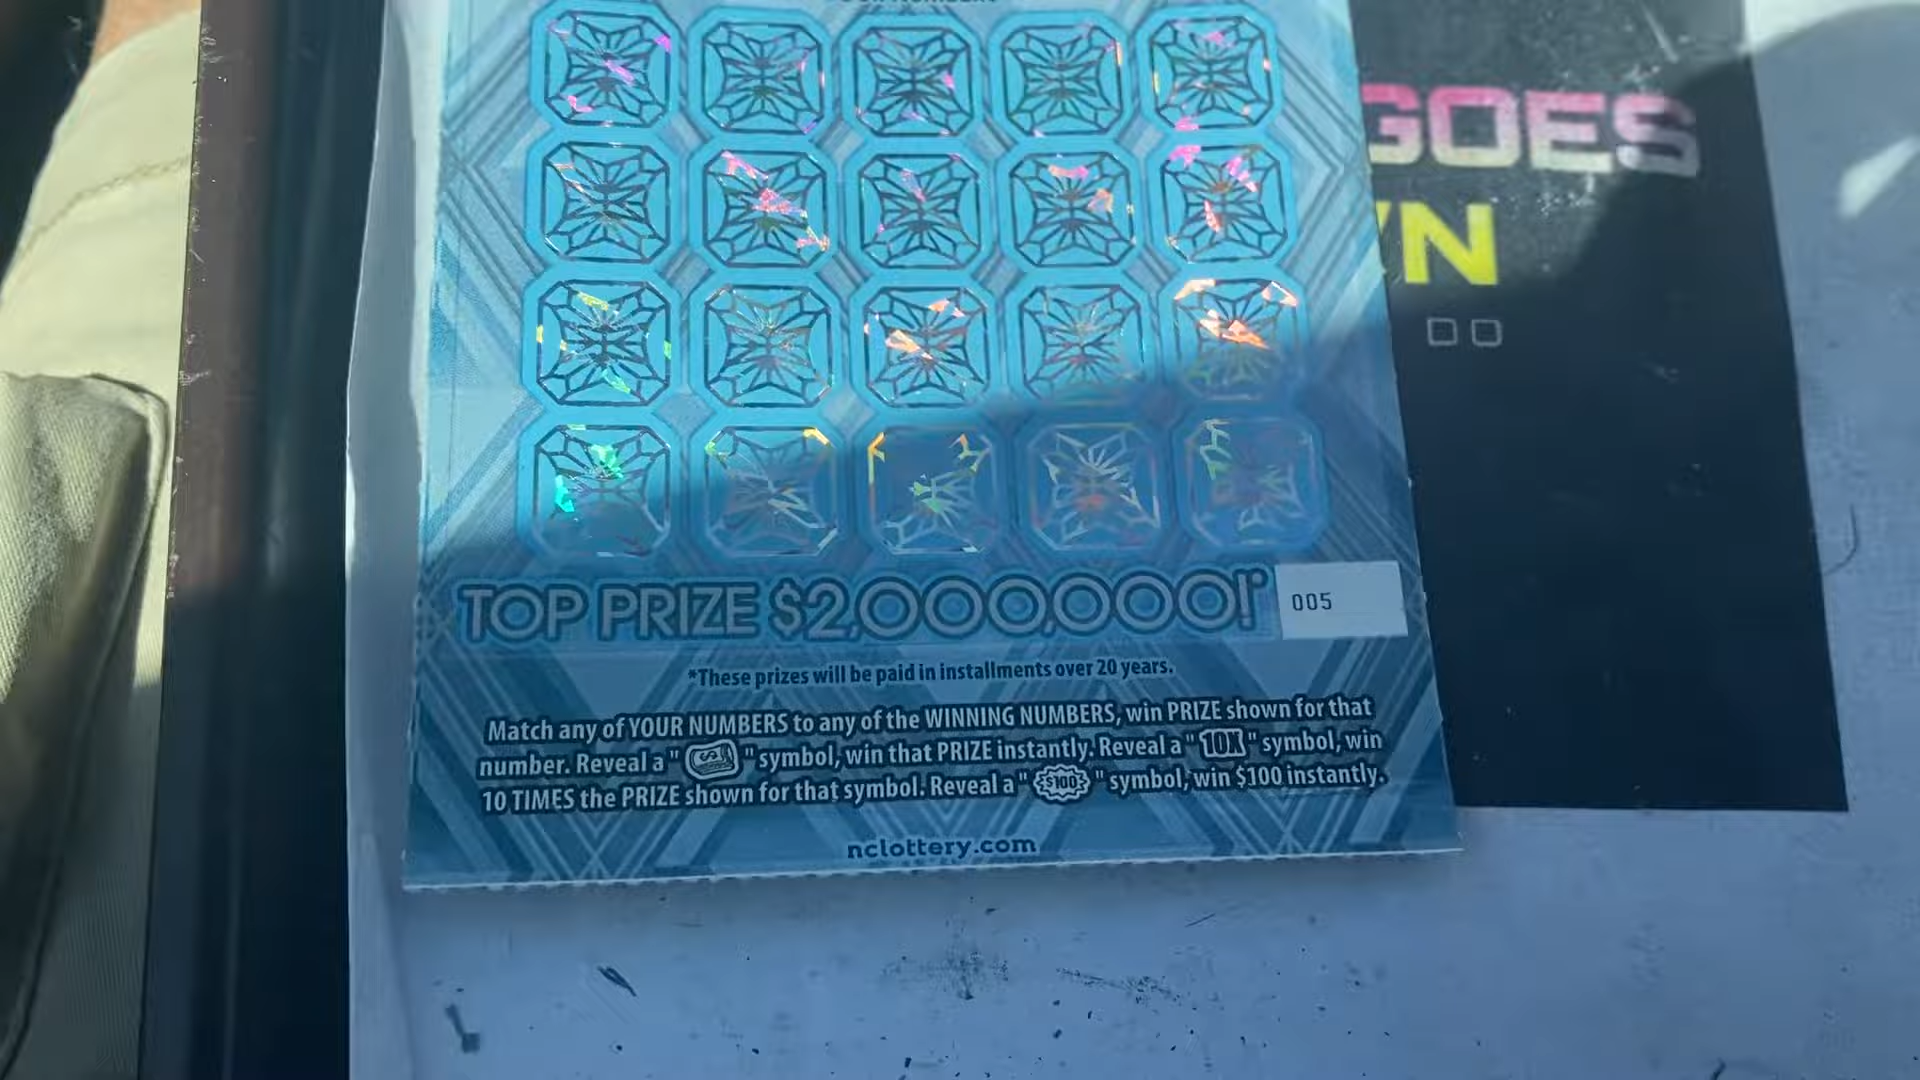 GOES
TOP PRIZE $2,000,000!*
005
*These prizes will be paid in installments over 20 years.
Match any of YOUR NUMBERS to any of the WINNING NUMBERS, win PRIZE shown for that
number. Reveal a " " symbol, win that PRIZE instantly. Reveal a " 10X " symbol, win
10 TIMES the PRIZE shown for that symbol. Reveal a " $100 " symbol, win $100 instantly.
nclottery.com